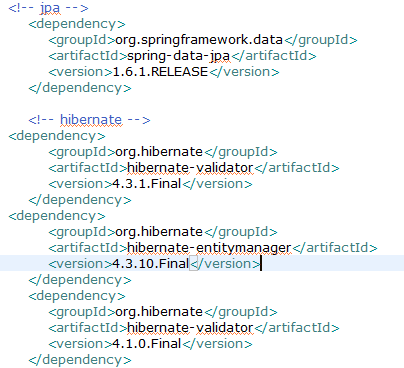 <!-- jpa -->
<dependency>
<groupId>org.springframework.data</groupId>
<artifactId>spring-data-jpa</artifactId>
<version>1.6.1.RELEASE</version>
</dependency>
<!-- hibernate -->
<dependency>
<groupId>org.hibernate</groupId>
<artifactId>hibernate-validator</artifactId>
<version>4.3.1.Final</version>
</dependency>
<dependency>
<groupId>org.hibernate</groupId>
<artifactId>hibernate-entitymanager</artifactId>
<version>4.3.10.Final</version>
</dependency>
<dependency>
<groupId>org.hibernate</groupId>
<artifactId>hibernate-validator</artifactId>
<version>4.1.0.Final</version>
</dependency>